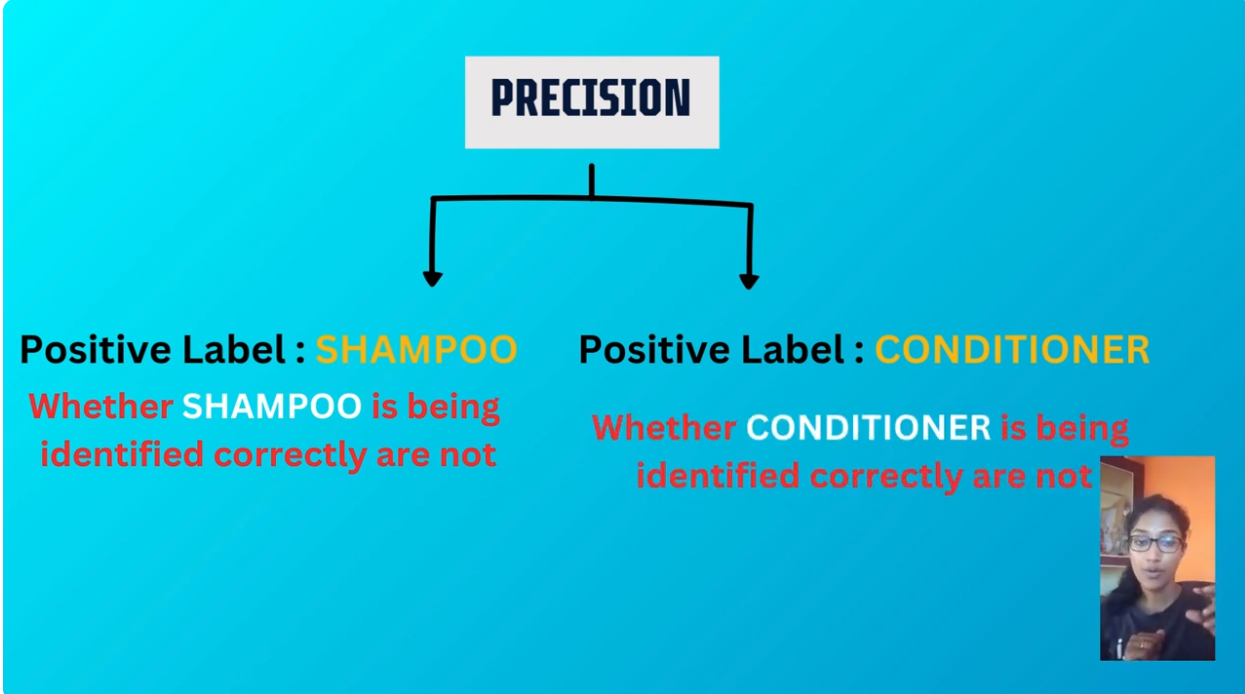 PRECISION
Positive Label : SHAMPOO
Whether SHAMPOO is being
identified correctly are not
Positive Label : CONDITIONER
Whether CONDITIONER is being
identified correctly are not